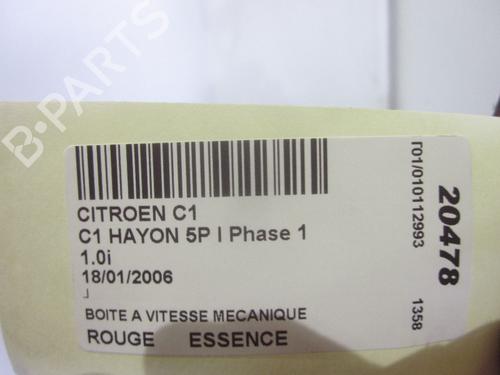 B-PARTS
CITROEN C1
C1 HAYON 5P I Phase 1
1.0i
18/01/2006
BOITE A VITESSE MECANIQUE
ROUGE ESSENCE
T01/010112993
20478
1358